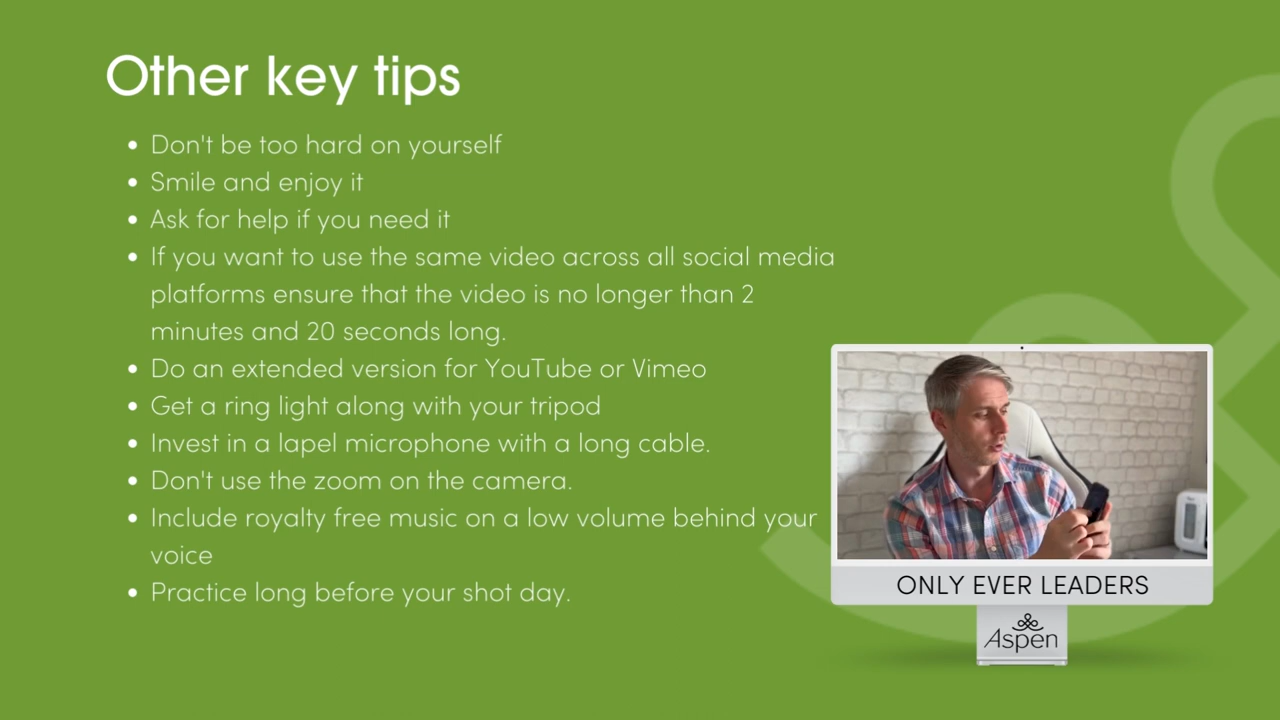 Other key tips
Don't be too hard on yourself
Smile and enjoy it
Ask for help if you need it
If you want to use the same video across all social media
platforms ensure that the video is no longer than 2
minutes and 20 seconds long.
Do an extended version for YouTube or Vimeo
Get a ring light along with your tripod
Invest in a lapel microphone with a long cable.
Don't use the zoom on the camera.
Include royalty free music on a low volume behind your
voice
Practice long before your shot day.
ONLY EVER LEADERS
Aspen